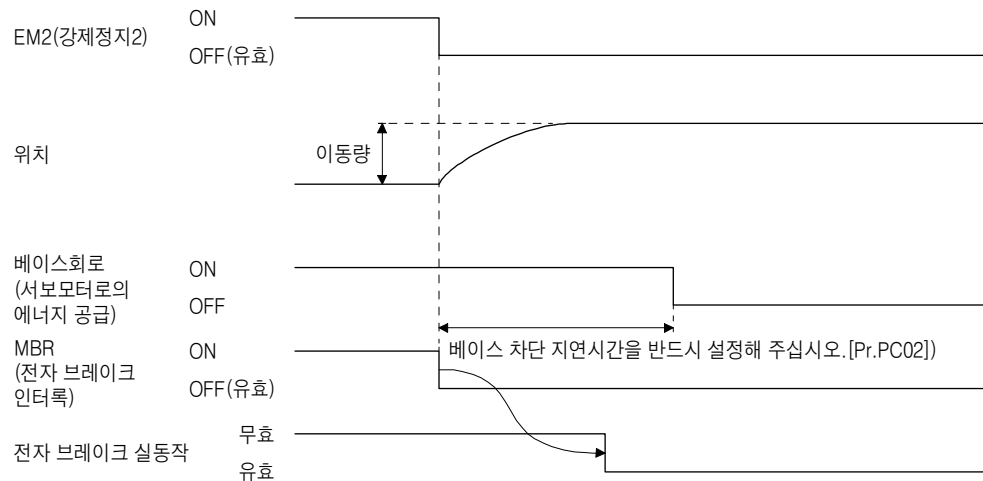 EM2(강제정지2)
ON
OFF(유효)
위치
이동량
베이스회로
(서보모터로의
에너지 공급)
ON
OFF
베이스 차단 지연시간을 반드시 설정해 주십시오.[Pr.PC02])
MBR
(전자 브레이크
인터록)
ON
OFF(유효)
전자 브레이크 실동작
무효
유효